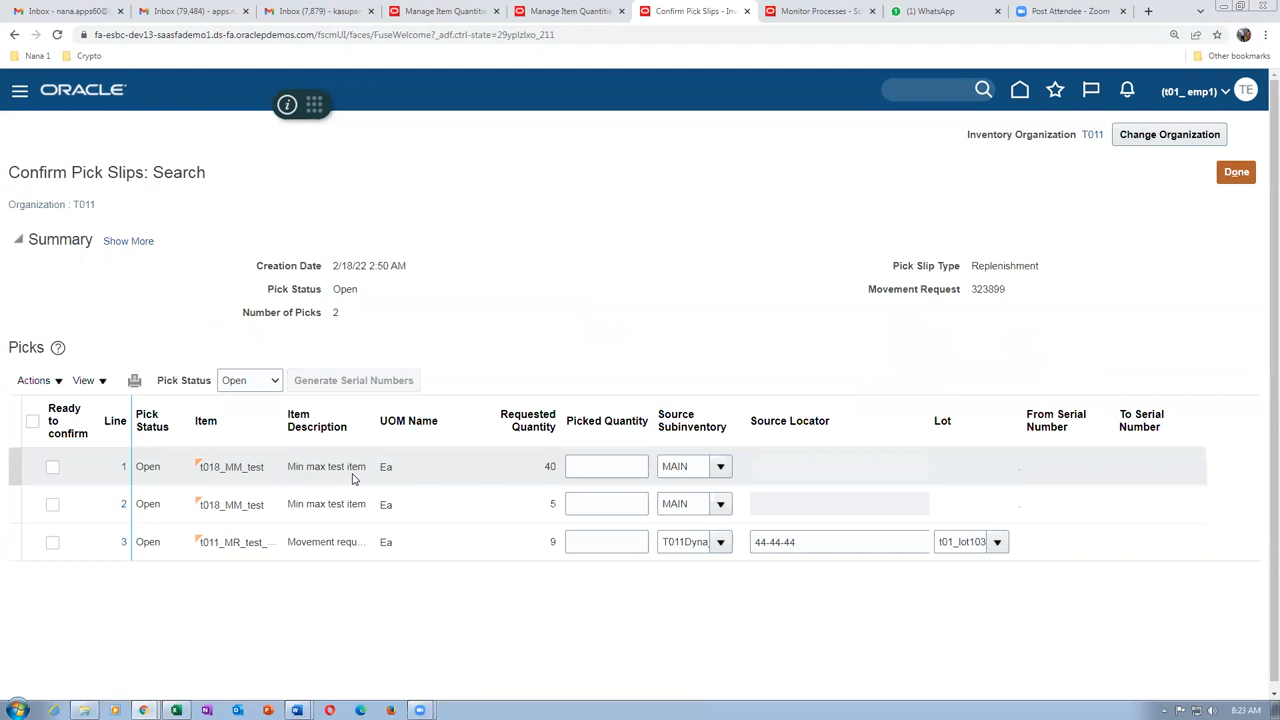 Inbox - nana.apps60@
Inbox (79,484) - apps.n
Inbox (7,879) - kasupan
Manage Item Quantitie
Manage Item Quantitie
Confirm Pick Slips - Inv
Monitor Processes - Sc
(1) WhatsApp
Post Attendee - Zoom
fa-esbc-dev13-saasfademo1.ds-fa.oraclepdemos.com/fscmUI/faces/FuseWelcome?_adf.ctrl-state=29yplzlxo_211
Nana 1
Crypto
Other bookmarks
ORACLE
(t01_ emp1)
TE
Inventory Organization T011
Change Organization
Confirm Pick Slips: Search
Done
Organization : T011
Summary Show More
Creation Date 2/18/22 2:50 AM
Pick Slip Type Replenishment
Pick Status Open
Movement Request 323899
Number of Picks 2
Picks
Actions View Pick Status Open Generate Serial Numbers
Ready to confirm Line Pick Status Item Item Description UOM Name Requested Quantity Picked Quantity Source Subinventory Source Locator Lot From Serial Number To Serial Number
1 Open t018_MM_test Min max test item Ea 40 MAIN
2 Open t018_MM_test Min max test item Ea 5 MAIN
3 Open t011_MR_test_... Movement requ... Ea 9 T011Dyna 44-44-44 t01_lot103
8:23 AM